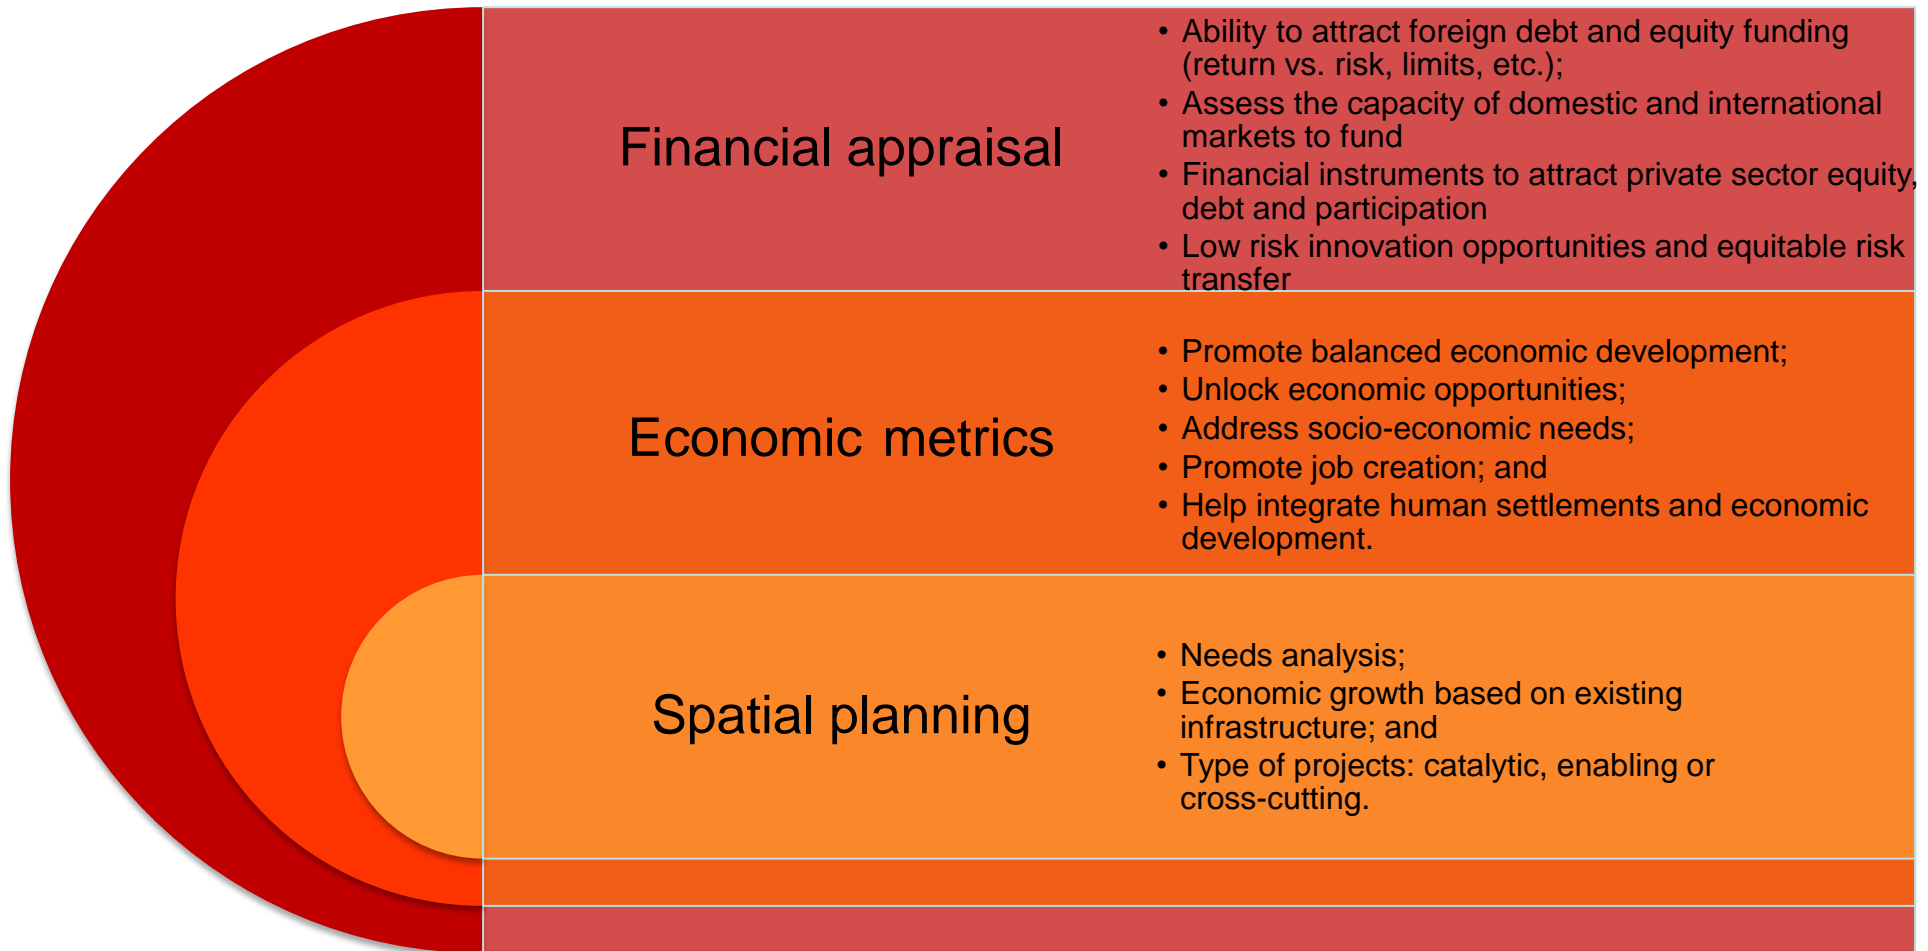 Financial appraisal
• Ability to attract foreign debt and equity funding
(return vs. risk, limits, etc.);
• Assess the capacity of domestic and international
markets to fund
• Financial instruments to attract private sector equity,
debt and participation
• Low risk innovation opportunities and equitable risk
transfer
Economic metrics
• Promote balanced economic development;
• Unlock economic opportunities;
• Address socio-economic needs;
• Promote job creation; and
• Help integrate human settlements and economic
development.
Spatial planning
• Needs analysis;
• Economic growth based on existing
infrastructure; and
• Type of projects: catalytic, enabling or
cross-cutting.